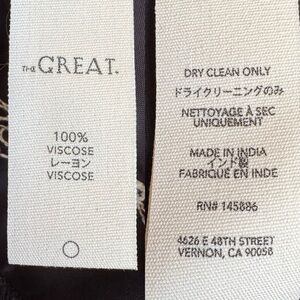 THE GREAT.
100%
VISCOSE
レーヨン
VISCOSE
DRY CLEAN ONLY
ドライクリーニングのみ
NETTOYAGE À SEC
UNIQUEMENT
MADE IN INDIA
インド製
FABRIQUÉ EN INDE
RN# 145886
4626 E 48TH STREET
VERNON, CA 90058